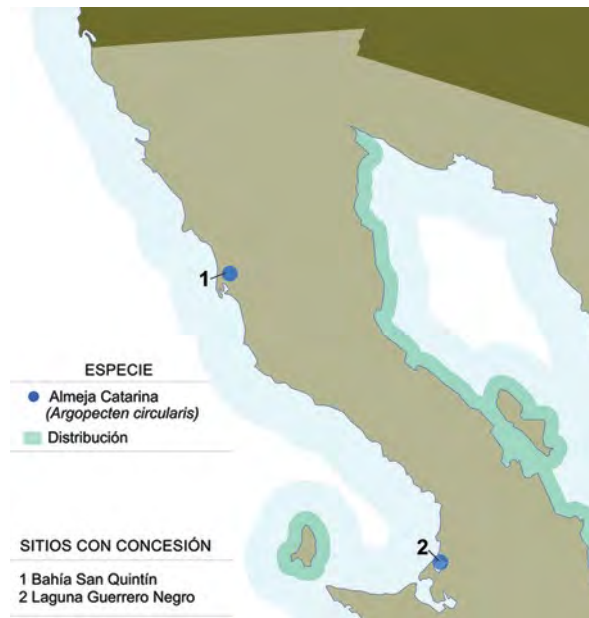 1
ESPECIE
Almeja Catarina
(Argopecten circularis)
Distribución
2
SITIOS CON CONCESIÓN
1 Bahía San Quintín
2 Laguna Guerrero Negro